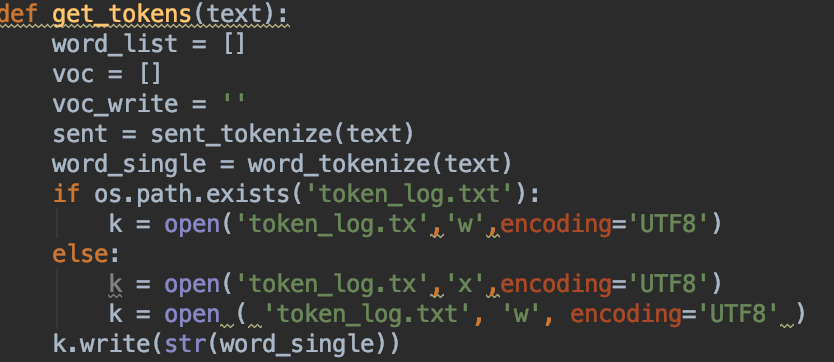 def get_tokens(text):
    word_list = []
    voc = []
    voc_write = ''
    sent = sent_tokenize(text)
    word_single = word_tokenize(text)
    if os.path.exists('token_log.txt'):
        k = open('token_log.tx','w',encoding='UTF8')
    else:
        k = open('token_log.tx','x',encoding='UTF8')
        k = open ( 'token_log.txt', 'w', encoding='UTF8' )
    k.write(str(word_single))